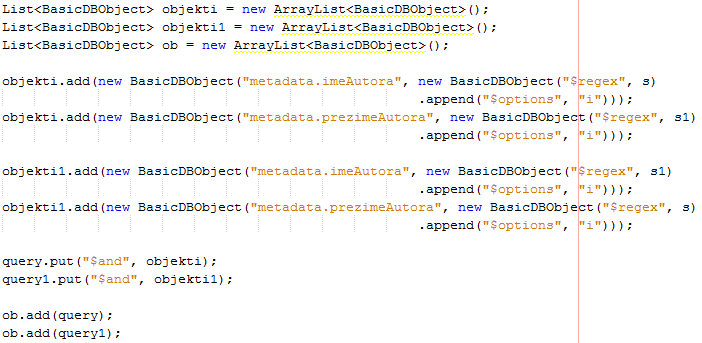 List<BasicDBObject> objekti = new ArrayList<BasicDBObject>();
List<BasicDBObject> objekti1 = new ArrayList<BasicDBObject>();
List<BasicDBObject> ob = new ArrayList<BasicDBObject>();
objekti.add(new BasicDBObject("metadata.imeAutora", new BasicDBObject("$regex", s)
.append("$options", "i")));
objekti.add(new BasicDBObject("metadata.prezimeAutora", new BasicDBObject("$regex", s1)
.append("$options", "i")));
objekti1.add(new BasicDBObject("metadata.imeAutora", new BasicDBObject("$regex", s1)
.append("$options", "i")));
objekti1.add(new BasicDBObject("metadata.prezimeAutora", new BasicDBObject("$regex", s)
.append("$options", "i")));
query.put("$and", objekti);
query1.put("$and", objekti1);
ob.add(query);
ob.add(query1);